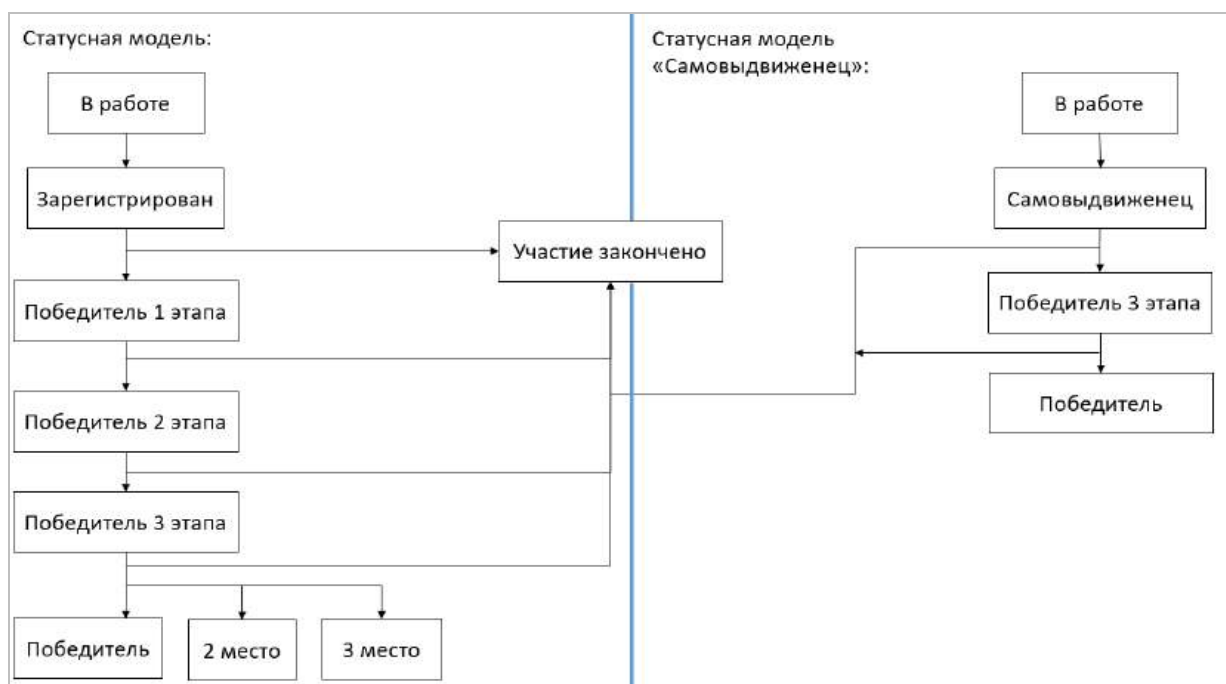 Статусная модель:
В работе
Зарегистрирован
Победитель 1 этапа
Победитель 2 этапа
Победитель 3 этапа
Победитель
2 место
3 место
Участие закончено
Статусная модель
«Самовыдвиженец»:
В работе
Самовыдвиженец
Победитель 3 этапа
Победитель